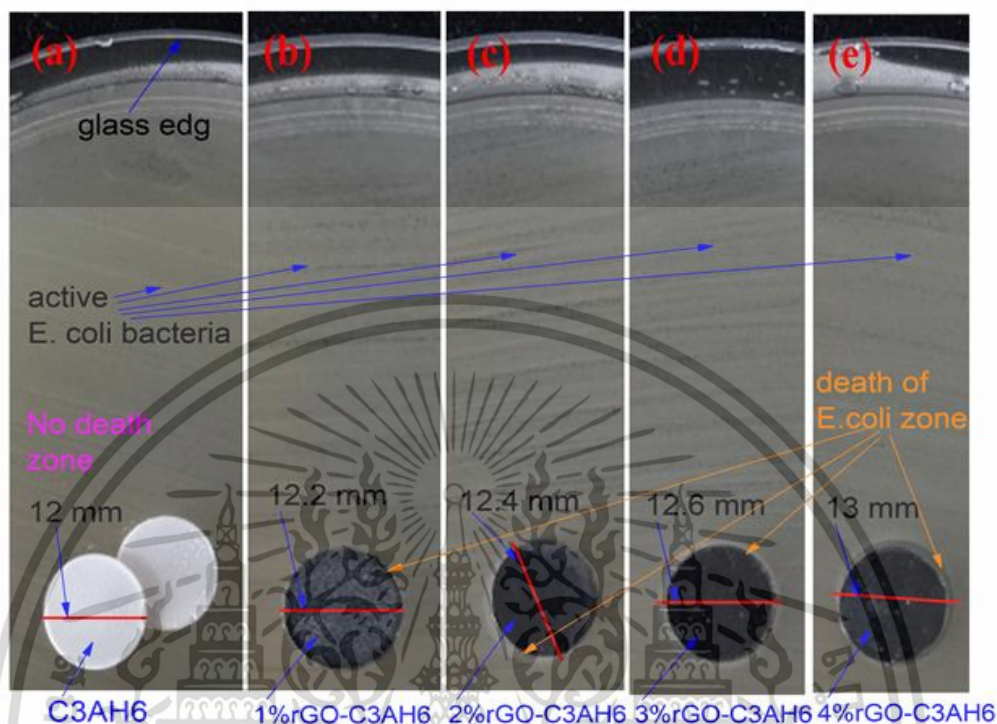 (a)
(b)
(c)
(d)
(e)
glass edg
active
E. coli bacteria
death of
E.coli zone
No death
zone
12 mm
12.2 mm
12.4 mm
12.6 mm
13 mm
C3AH6
1%rGO-C3AH6
2%rGO-C3AH6
3%rGO-C3AH6
4%rGO-C3AH6